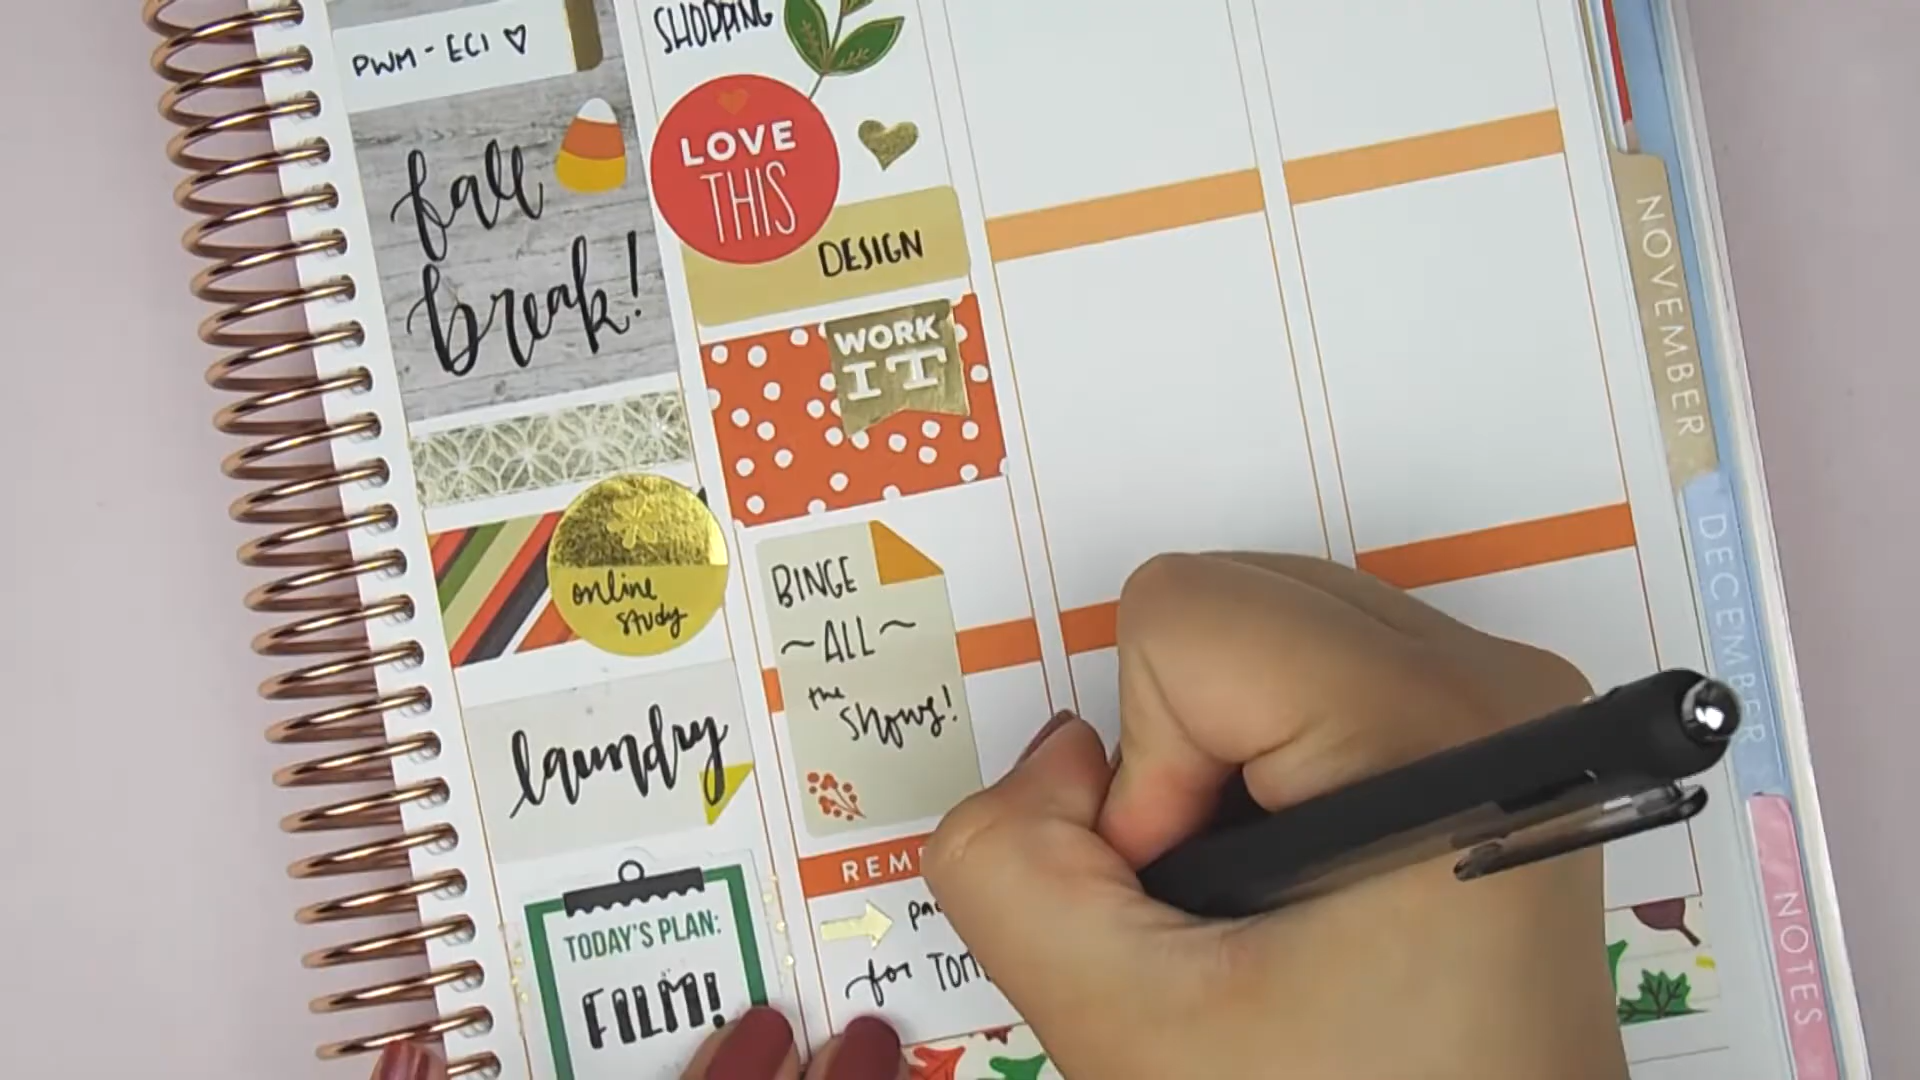 PWM - ECI ♡
fall
break!
online
study
laundry
TODAY'S PLAN:
FILM!
SHOPPING
LOVE
THIS
DESIGN
WORK
IT
BINGE
~ALL~
the
shows!
for
NOVEMBER
DECEMBER
NOTES